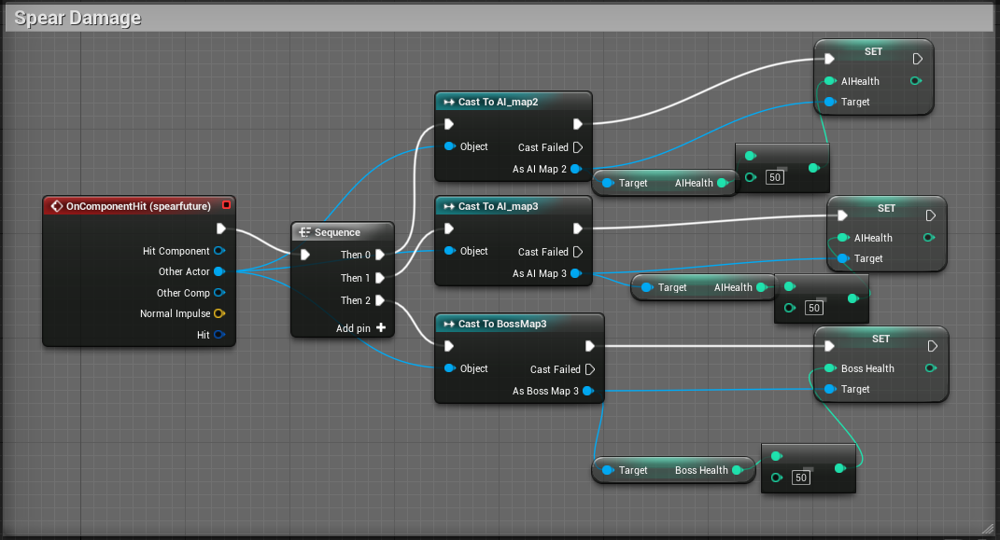 Spear Damage
SET
AIHealth
Target
Cast To AI_map2
Object
Cast Failed
As AI Map 2
50
Target AIHealth
OnComponentHit (spearfuture)
Hit Component
Other Actor
Other Comp
Normal Impulse
Hit
Sequence
Then 0
Then 1
Then 2
Add pin
Cast To AI_map3
Object
Cast Failed
As AI Map 3
SET
AIHealth
Target
Target AIHealth
50
Cast To BossMap3
Object
Cast Failed
As Boss Map 3
SET
Boss Health
Target
Target Boss Health
50